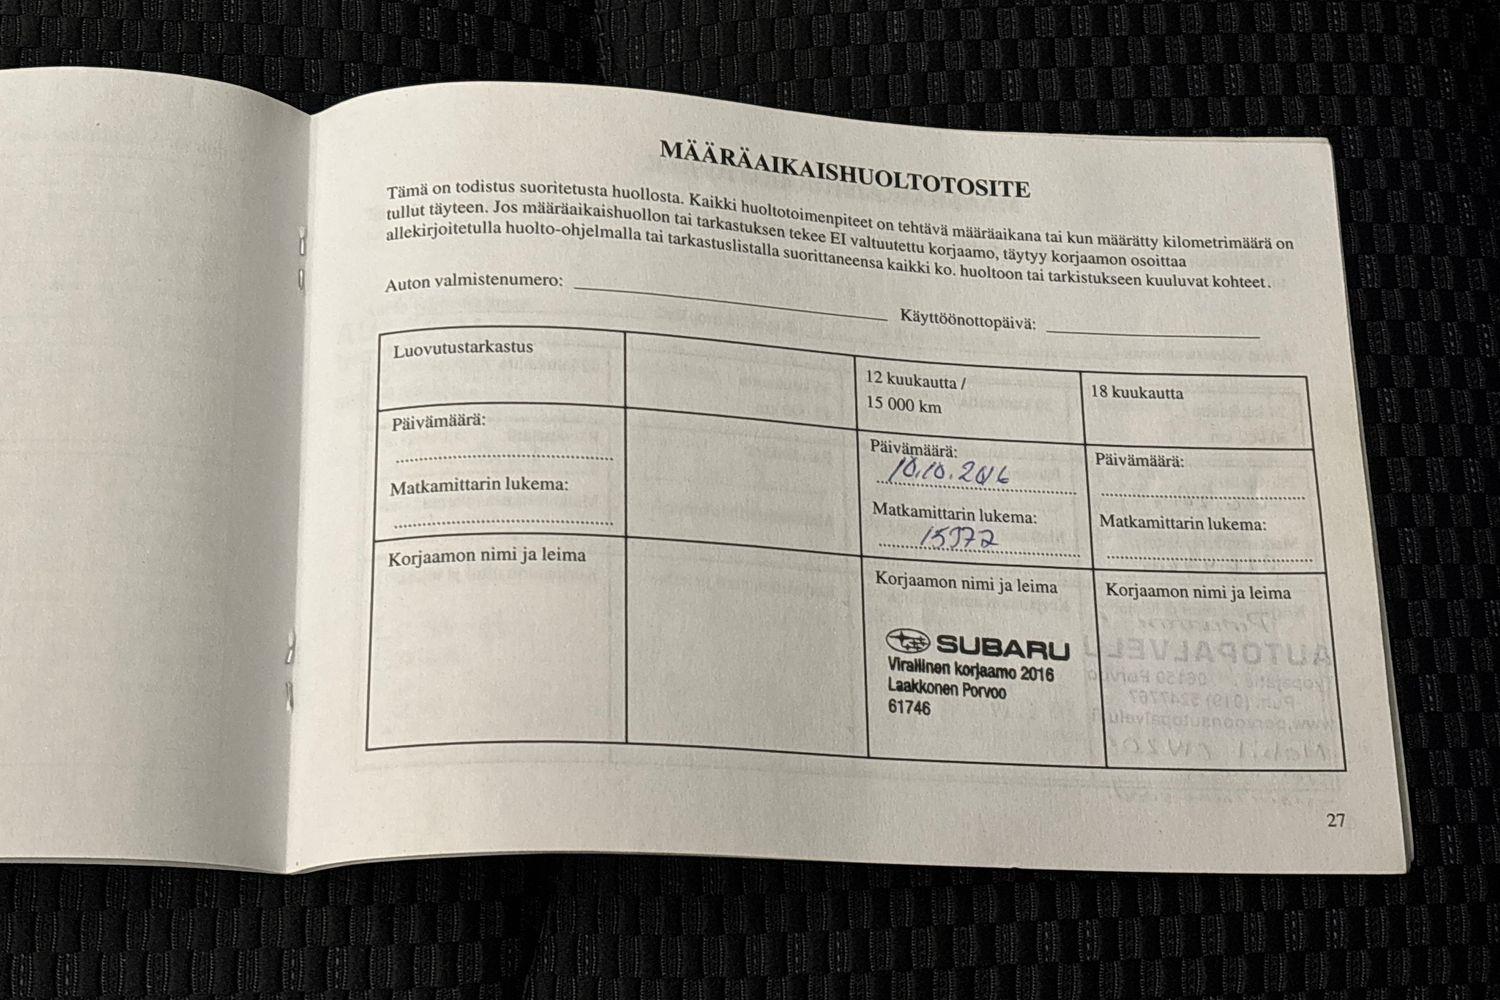 MÄÄRÄAIKAISHUOLTOTOSITE
Tämä on todistus suoritetusta huollosta. Kaikki huoltotoimenpiteet on tehtävä määräaikana tai kun määrätty kilometrimäärä on
tullut täyteen. Jos määräaikaishuollon tai tarkastuksen tekee EI valtuutettu korjaamo, täytyy korjaamon osoittaa
allekirjoitetulla huolto-ohjelmalla tai tarkastuslistalla suorittaneensa kaikki ko. huoltoon tai tarkistukseen kuuluvat kohteet.
Auton valmistenumero:
Käyttöönottopäivä:
Luovutustarkastus
Päivämäärä:
Matkamittarin lukema:
Korjaamon nimi ja leima
12 kuukautta /
15 000 km
Päivämäärä:
10.10.2016
Matkamittarin lukema:
15972
Korjaamon nimi ja leima
SUBARU
Virallinen korjaamo 2016
Laakkonen Porvoo
61746
18 kuukautta
Päivämäärä:
Matkamittarin lukema:
Korjaamon nimi ja leima
27